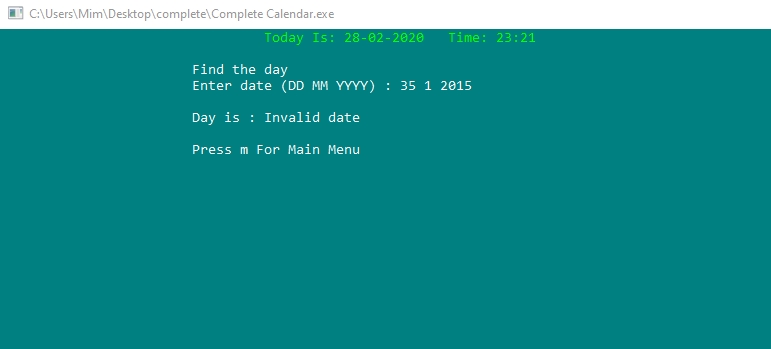 C:\Users\Mim\Desktop\complete\Complete Calendar.exe
Today Is: 28-02-2020   Time: 23:21
Find the day
Enter date (DD MM YYYY) : 35 1 2015
Day is : Invalid date
Press m For Main Menu